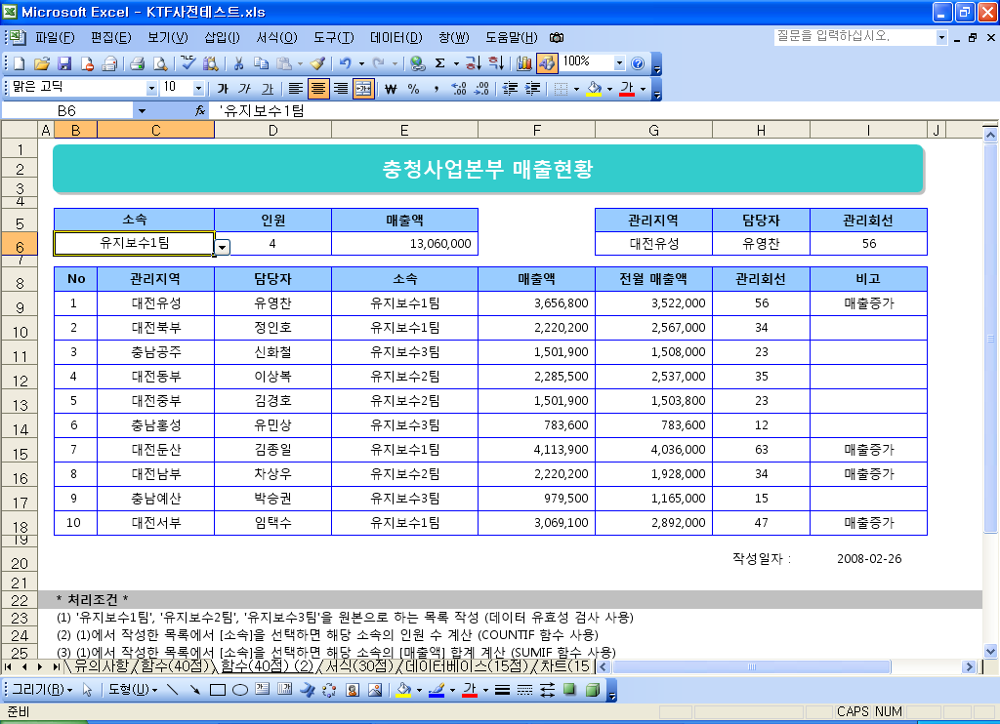 Microsoft Excel - KTF사전테스트.xls
파일(F) 편집(E) 보기(V) 삽입(I) 서식(O) 도구(T) 데이터(D) 창(W) 도움말(H) 질문을 입력하십시오.
100%
맑은 고딕 10 가 가 가 ₩ % , 가
B6 fx '유지보수1팀
A B C D E F G H I J
1
2 충청사업본부 매출현황
3
4
5 소속 인원 매출액 관리지역 담당자 관리회선
6 유지보수1팀 4 13,060,000 대전유성 유영찬 56
7
8 No 관리지역 담당자 소속 매출액 전월 매출액 관리회선 비고
9 1 대전유성 유영찬 유지보수1팀 3,656,800 3,522,000 56 매출증가
10 2 대전북부 정인호 유지보수1팀 2,220,200 2,567,000 34
11 3 충남공주 신화철 유지보수3팀 1,501,900 1,508,000 23
12 4 대전동부 이상복 유지보수2팀 2,285,500 2,537,000 35
13 5 대전중부 김경호 유지보수2팀 1,501,900 1,503,800 23
14 6 충남홍성 유민상 유지보수3팀 783,600 783,600 12
15 7 대전둔산 김종일 유지보수1팀 4,113,900 4,036,000 63 매출증가
16 8 대전남부 차상우 유지보수2팀 2,220,200 1,928,000 34 매출증가
17 9 충남예산 박승권 유지보수3팀 979,500 1,165,000 15
18 10 대전서부 임택수 유지보수1팀 3,069,100 2,892,000 47 매출증가
19
20 작성일자 : 2008-02-26
21
22 * 처리조건 *
23 (1) '유지보수1팀', '유지보수2팀', '유지보수3팀'을 원본으로 하는 목록 작성 (데이터 유효성 검사 사용)
24 (2) (1)에서 작성한 목록에서 [소속]을 선택하면 해당 소속의 인원 수 계산 (COUNTIF 함수 사용)
25 (3) (1)에서 작성한 목록에서 [소속]을 선택하면 해당 소속의 [매출액] 합계 계산 (SUMIF 함수 사용)
유의사항 / 함수(40점) / 함수(40점) (2) / 서식(30점) / 데이터베이스(15점) / 차트(15
그리기(R) 도형(U) 가
준비 CAPS NUM